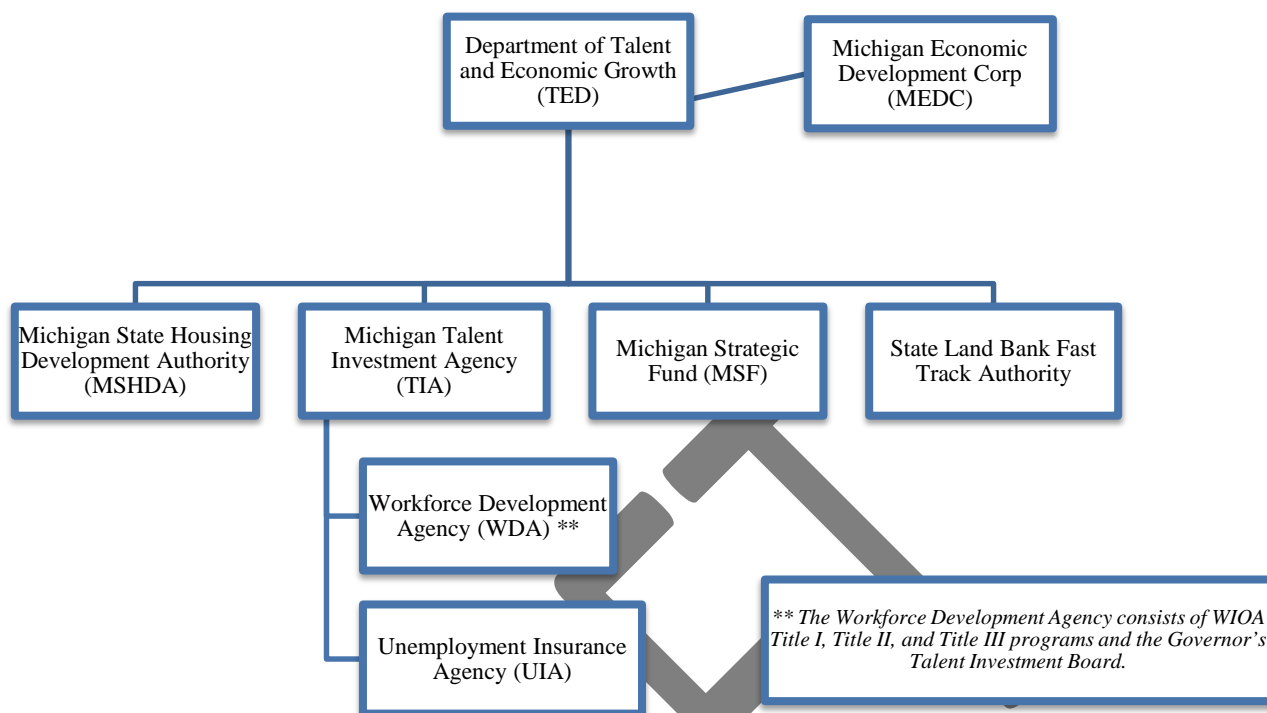 Department of Talent
and Economic Growth
(TED)
Michigan Economic
Development Corp
(MEDC)
Michigan State Housing
Development Authority
(MSHDA)
Michigan Talent
Investment Agency
(TIA)
Michigan Strategic
Fund (MSF)
State Land Bank Fast
Track Authority
Workforce Development
Agency (WDA) **
Unemployment Insurance
Agency (UIA)
** The Workforce Development Agency consists of WIOA
Title I, Title II, and Title III programs and the Governor’s
Talent Investment Board.